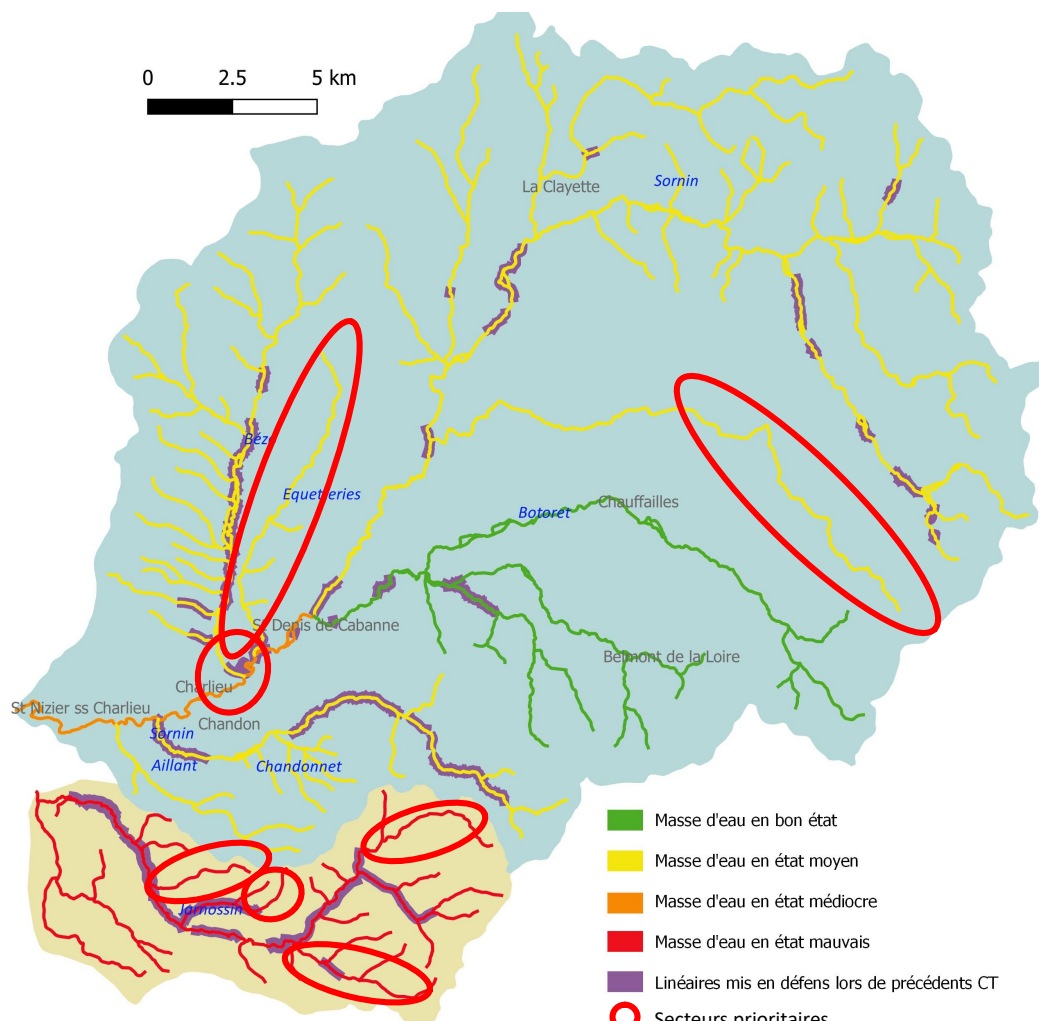 0 2.5 5 km
La Clayette
Sornin
Equetteries
Botoret
Chauffailles
St Denis de Cabanne
Belmont de la Loire
Charlieu
St Nizier ss Charlieu
Chandon
Sornin
Aillant
Chandonnet
Jarnossin
Masse d'eau en bon état
Masse d'eau en état moyen
Masse d'eau en état médiocre
Masse d'eau en état mauvais
Linéaires mis en défens lors de précédents CT
Secteurs prioritaires